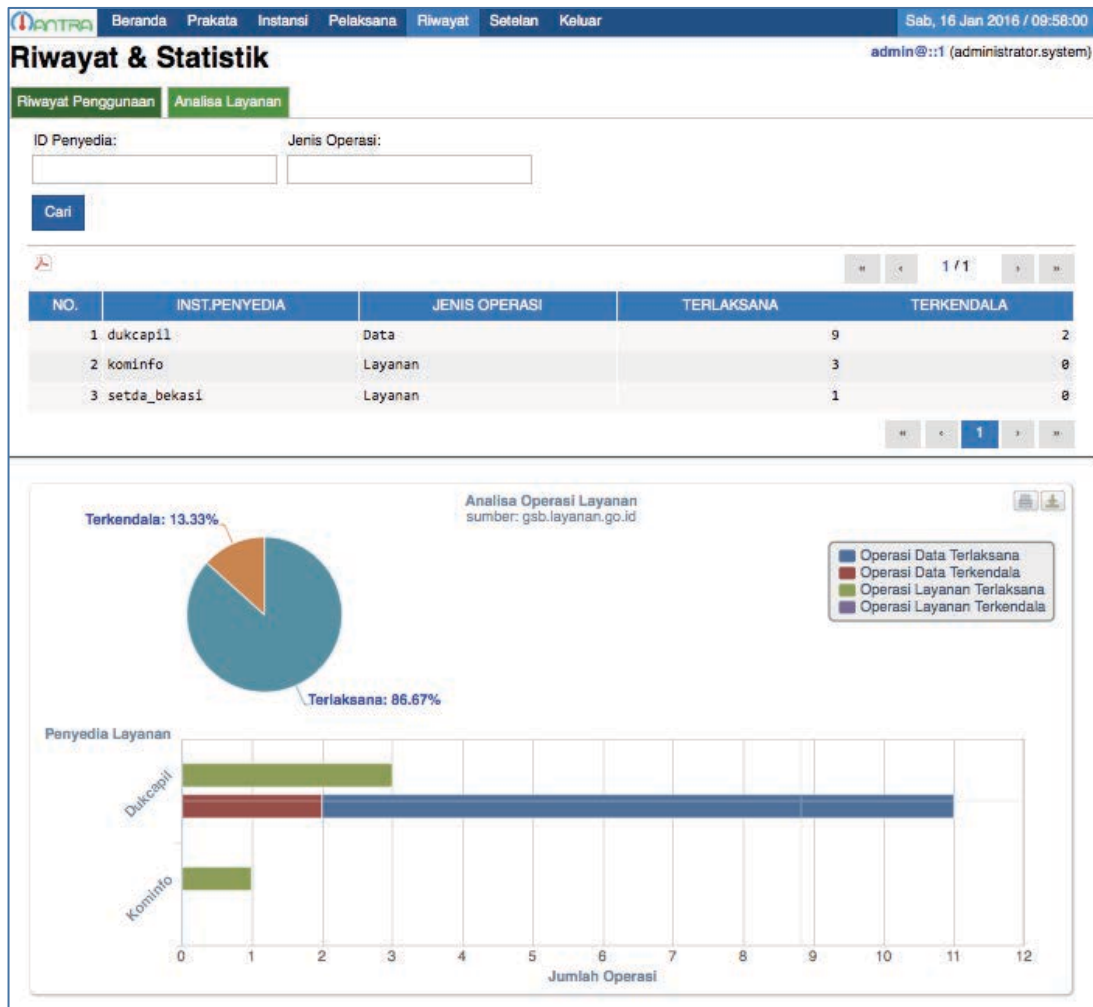 MANTRA Beranda Prakata Instansi Pelaksana Riwayat Setelan Keluar Sab, 16 Jan 2016 / 09:58:00
Riwayat & Statistik admin@::1 (administrator.system)
Riwayat Penggunaan Analisa Layanan
ID Penyedia: Jenis Operasi:
Cari
« ‹ 1 / 1 › »
NO. INST.PENYEDIA JENIS OPERASI TERLAKSANA TERKENDALA
1 dukcapil Data 9 2
2 kominfo Layanan 3 0
3 setda_bekasi Layanan 1 0
« ‹ 1 › »
Analisa Operasi Layanan
sumber: gsb.layanan.go.id
Terkendala: 13.33%
Operasi Data Terlaksana
Operasi Data Terkendala
Operasi Layanan Terlaksana
Operasi Layanan Terkendala
Terlaksana: 86.67%
Penyedia Layanan
Dukcapil
Kominfo
0 1 2 3 4 5 6 7 8 9 10 11 12
Jumlah Operasi